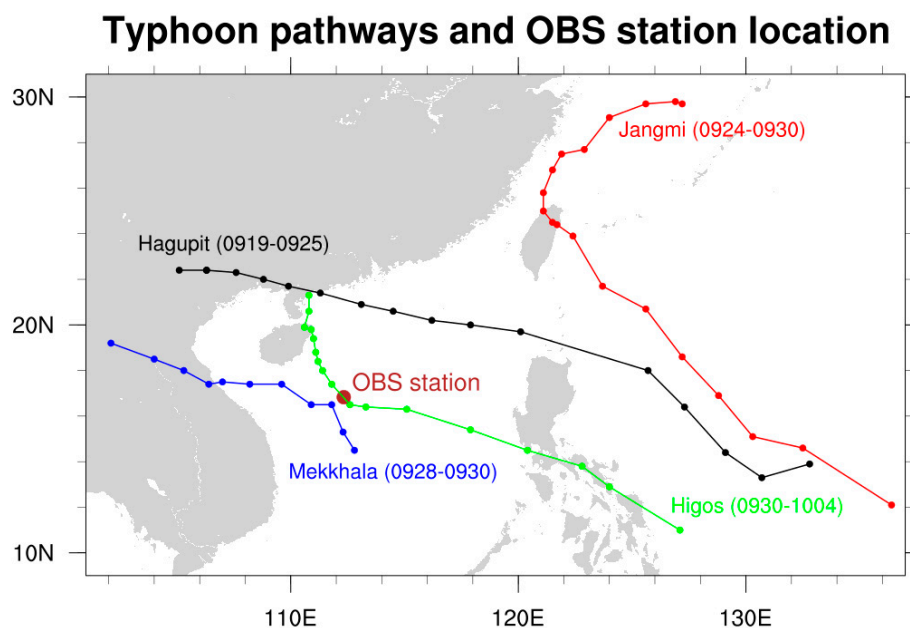 Typhoon pathways and OBS station location
30N
Jangmi (0924-0930)
Hagupit (0919-0925)
20N
OBS station
Mekkhala (0928-0930)
Higos (0930-1004)
10N
110E
120E
130E